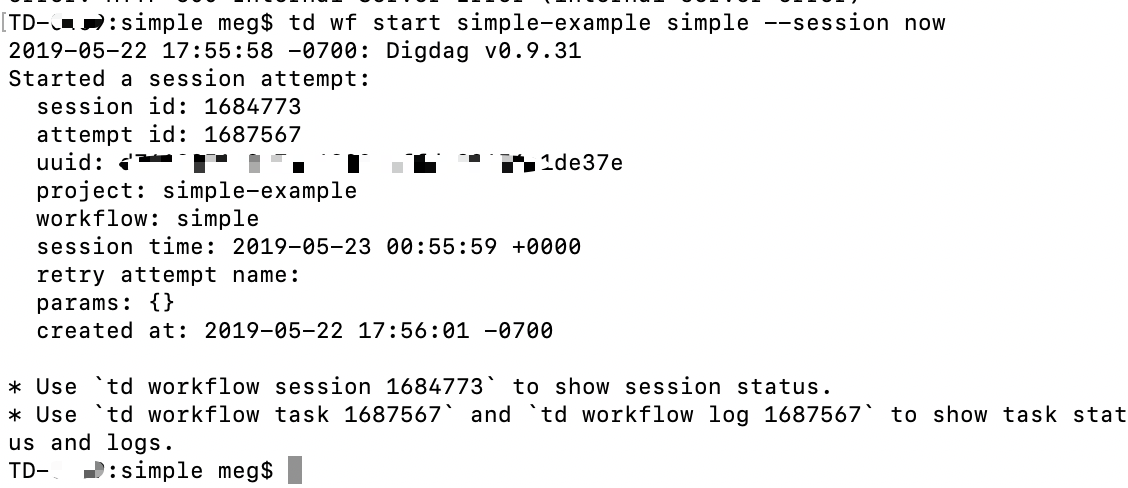 TD-:simple meg$ td wf start simple-example simple --session now
2019-05-22 17:55:58 -0700: Digdag v0.9.31
Started a session attempt:
session id: 1684773
attempt id: 1687567
uuid: 1de37e
project: simple-example
workflow: simple
session time: 2019-05-23 00:55:59 +0000
retry attempt name:
params: {}
created at: 2019-05-22 17:56:01 -0700
* Use `td workflow session 1684773` to show session status.
* Use `td workflow task 1687567` and `td workflow log 1687567` to show task stat
us and logs.
TD-:simple meg$